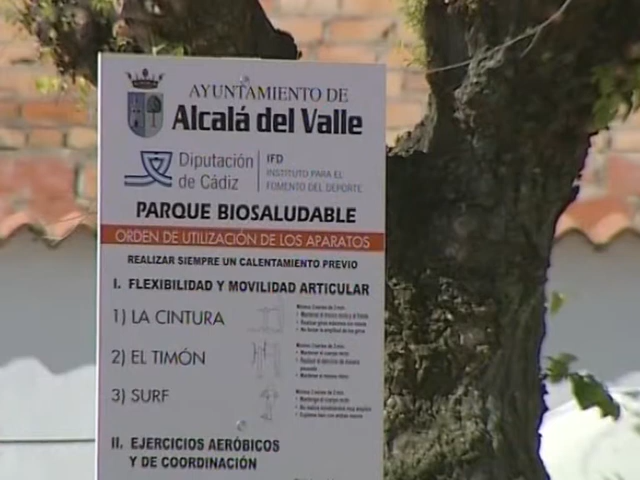 AYUNTAMIENTO DE
Alcalá del Valle
Diputación
de Cádiz
IFD
INSTITUTO PARA EL
FOMENTO DEL DEPORTE
PARQUE BIOSALUDABLE
ORDEN DE UTILIZACIÓN DE LOS APARATOS
REALIZAR SIEMPRE UN CALENTAMIENTO PREVIO
I. FLEXIBILIDAD Y MOVILIDAD ARTICULAR
1) LA CINTURA
2) EL TIMÓN
3) SURF
II. EJERCICIOS AERÓBICOS
Y DE COORDINACIÓN